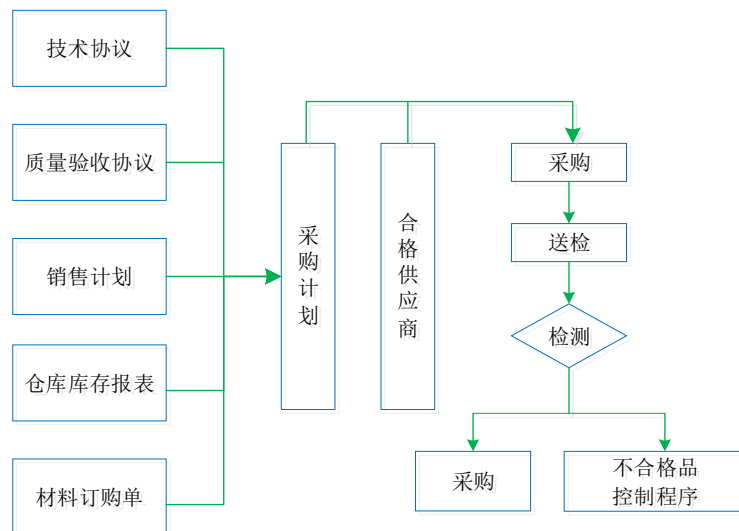 技术协议
质量验收协议
销售计划
仓库库存报表
材料订购单
采购计划
合格供应商
采购
送检
检测
采购
不合格品
控制程序